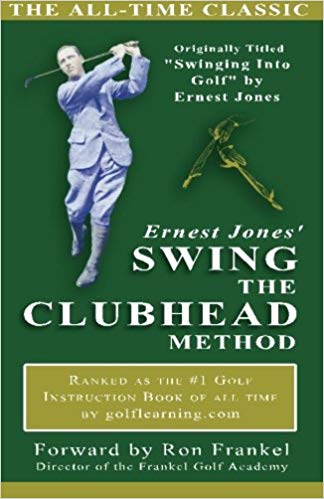 THE ALL-TIME CLASSIC
Originally Titled
"Swinging Into
Golf" by
Ernest Jones
Ernest Jones'
SWING
THE
CLUBHEAD
METHOD
RANKED AS THE #1 GOLF
INSTRUCTION BOOK OF ALL TIME
BY golflearning.com
Forward by Ron Frankel
Director of the Frankel Golf Academy